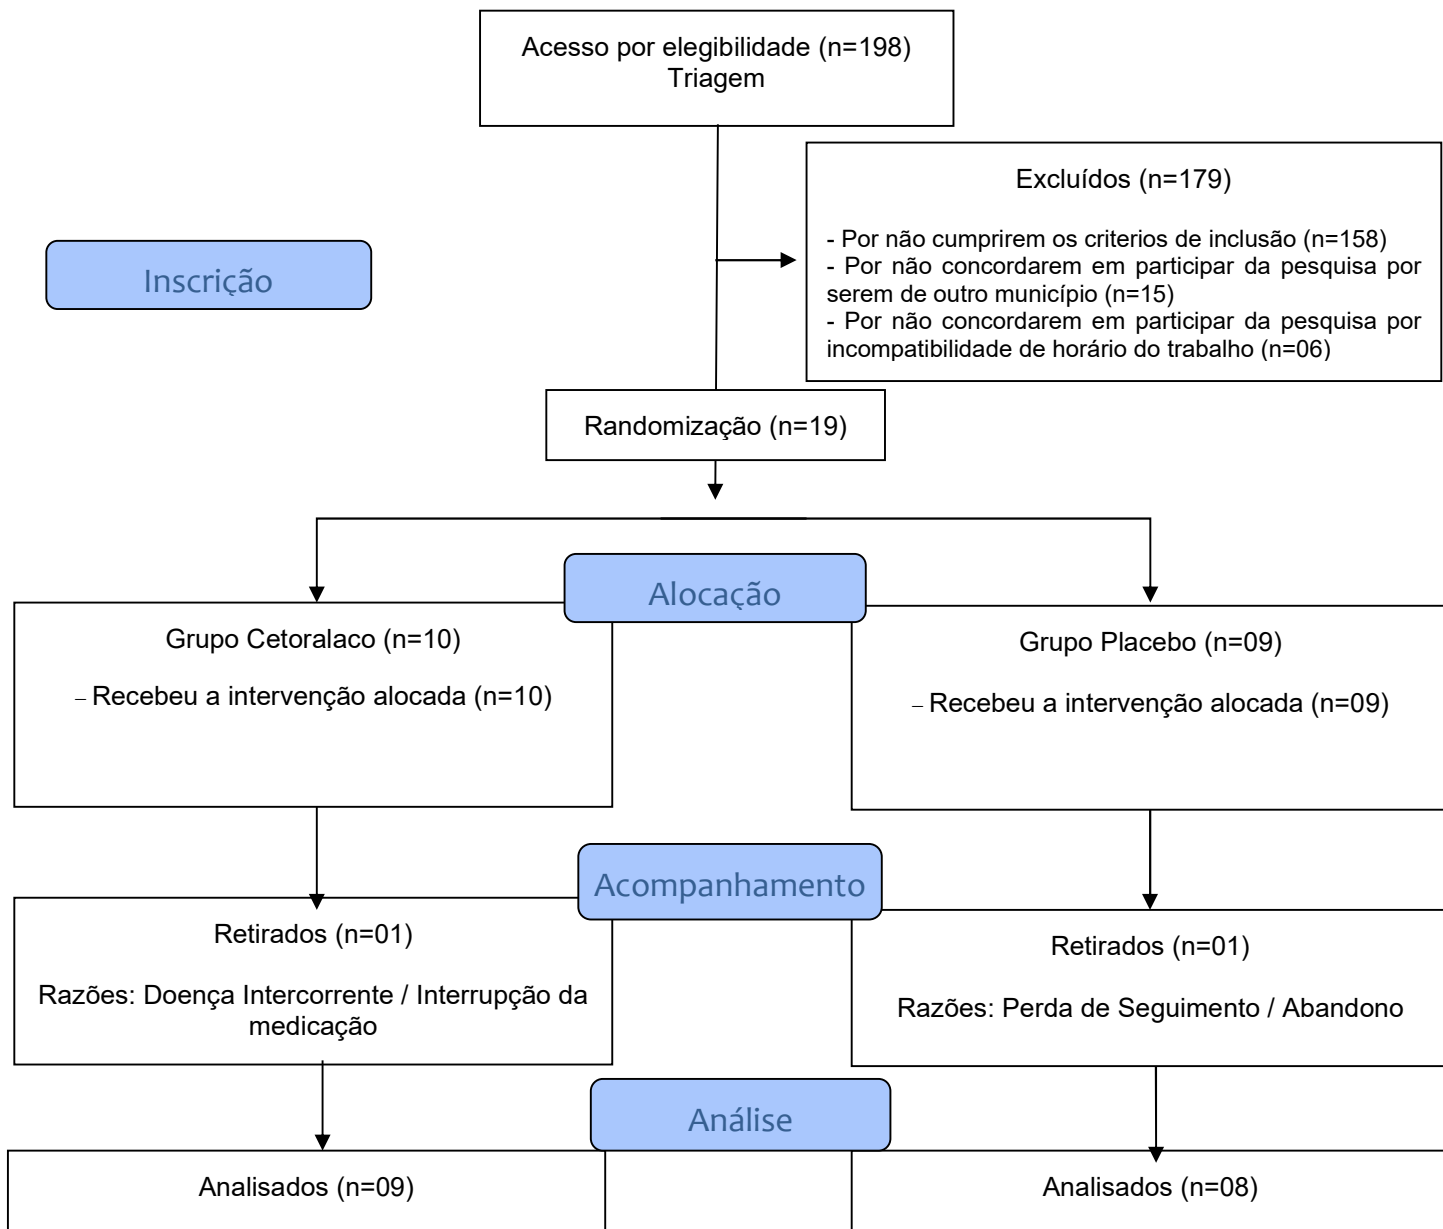 Acesso por elegibilidade (n=198)
Triagem
Excluídos (n=179)
- Por não cumprirem os criterios de inclusão (n=158)
- Por não concordarem em participar da pesquisa por
serem de outro município (n=15)
- Por não concordarem em participar da pesquisa por
incompatibilidade de horário do trabalho (n=06)
Inscrição
Randomização (n=19)
Alocação
Grupo Cetoralaco (n=10)
– Recebeu a intervenção alocada (n=10)
Grupo Placebo (n=09)
– Recebeu a intervenção alocada (n=09)
Acompanhamento
Retirados (n=01)
Razões: Doença Intercorrente / Interrupção da
medicação
Retirados (n=01)
Razões: Perda de Seguimento / Abandono
Análise
Analisados (n=09)
Analisados (n=08)